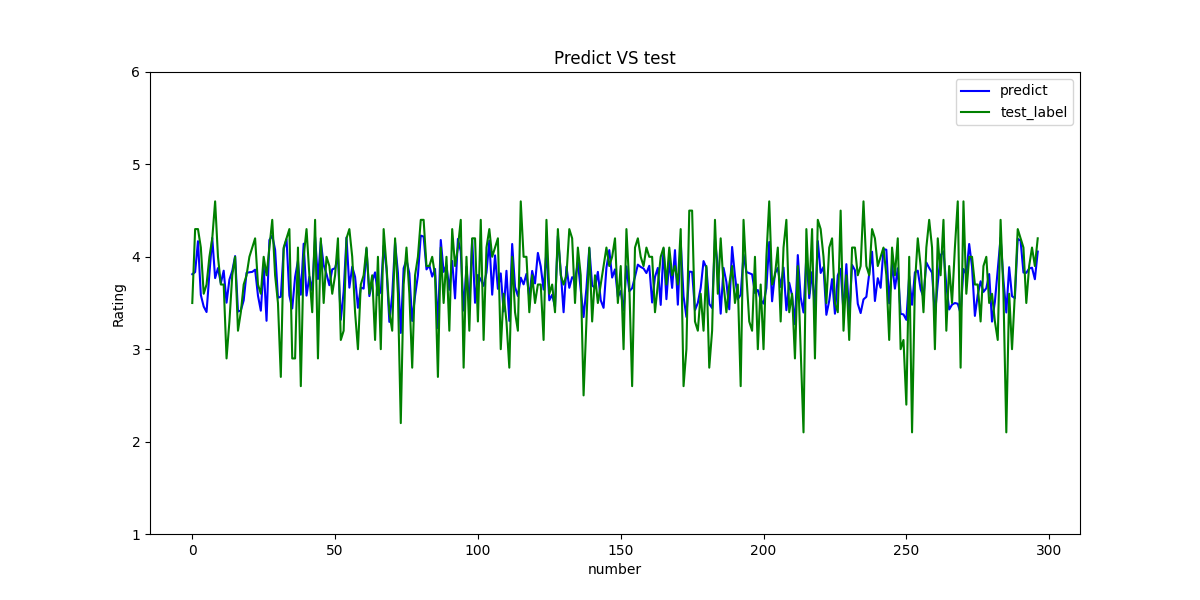 Predict VS test
predict
test_label
6
5
4
3
2
1
Rating
0 50 100 150 200 250 300
number